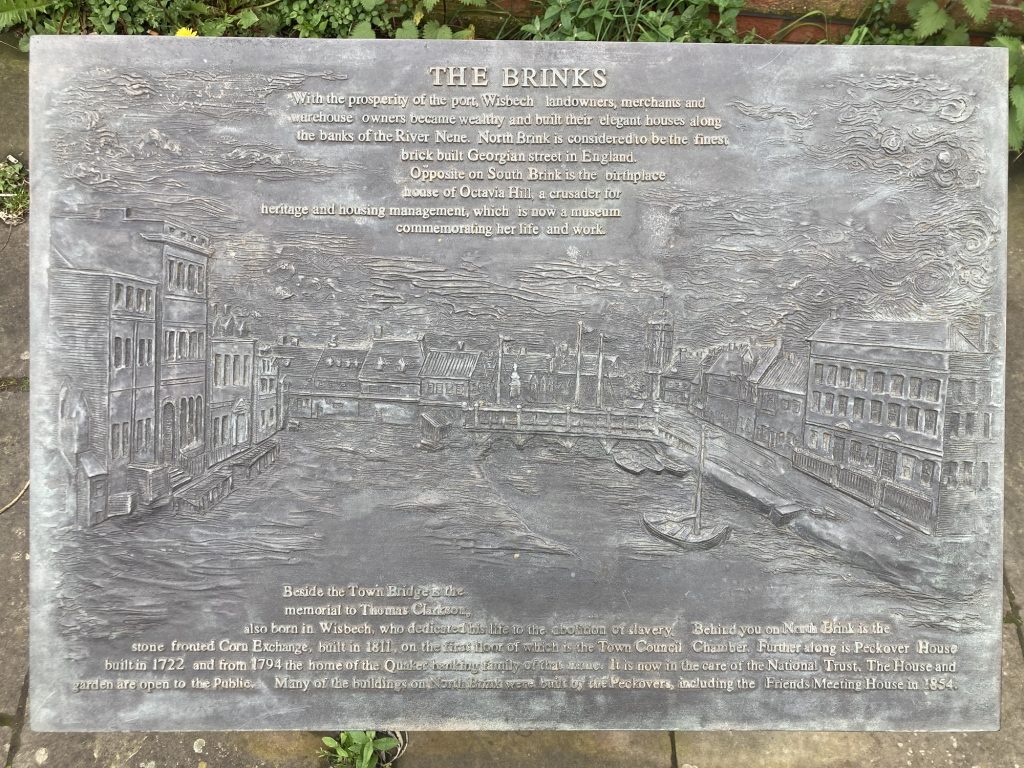 THE BRINKS
With the prosperity of the port, Wisbech landowners, merchants and
warehouse owners became wealthy and built their elegant houses along
the banks of the River Nene. North Brink is considered to be the finest
brick built Georgian street in England.
Opposite on South Brink is the birthplace
house of Octavia Hill, a crusader for
heritage and housing management, which is now a museum
commemorating her life and work.
Beside the Town Bridge is the
memorial to Thomas Clarkson,
also born in Wisbech, who dedicated his life to the abolition of slavery. Behind you on North Brink is the
stone fronted Corn Exchange, built in 1811, on the first floor of which is the Town Council Chamber. Further along is Peckover House
built in 1722 and from 1794 the home of the Quaker banking family of that name. It is now in the care of the National Trust. The House and
garden are open to the Public. Many of the buildings on North Brink were built by the Peckovers, including the Friends Meeting House in 1854.